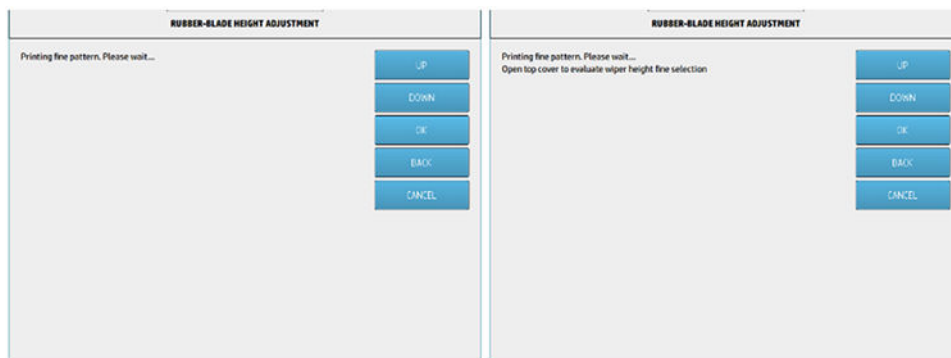 RUBBER-BLADE HEIGHT ADJUSTMENT
Printing fine pattern. Please wait...
UP
DOWN
OK
BACK
CANCEL
RUBBER-BLADE HEIGHT ADJUSTMENT
Printing fine pattern. Please wait...
Open top cover to evaluate wiper height fine selection
UP
DOWN
OK
BACK
CANCEL